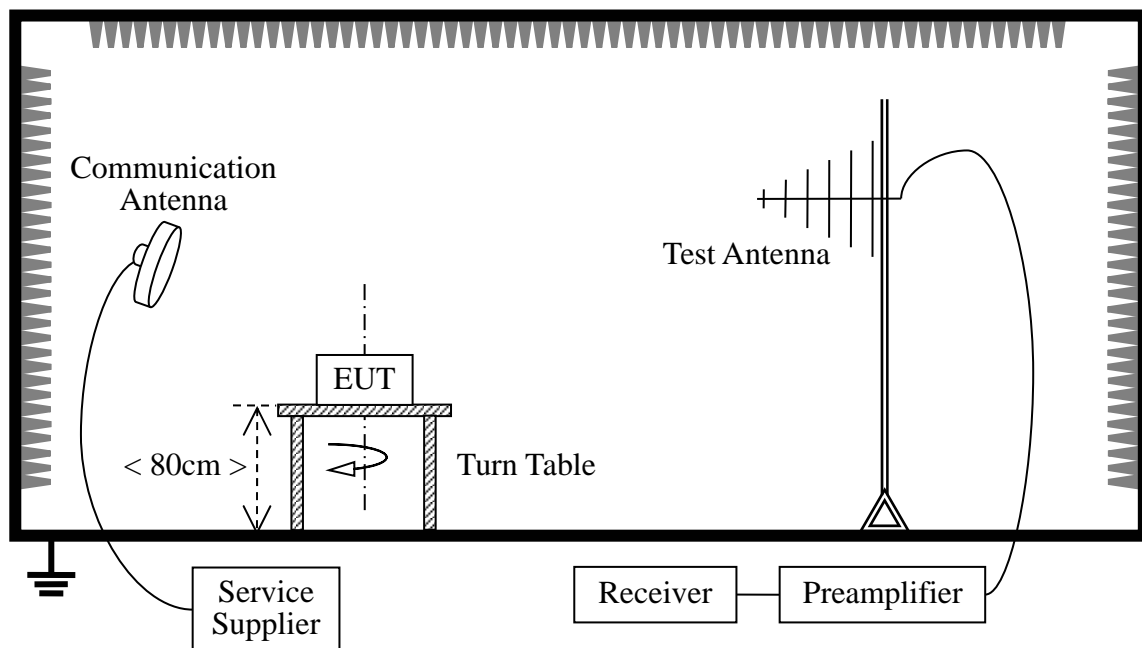 Communication
Antenna
Test Antenna
EUT
< 80cm >
Turn Table
Service
Supplier
Receiver
Preamplifier